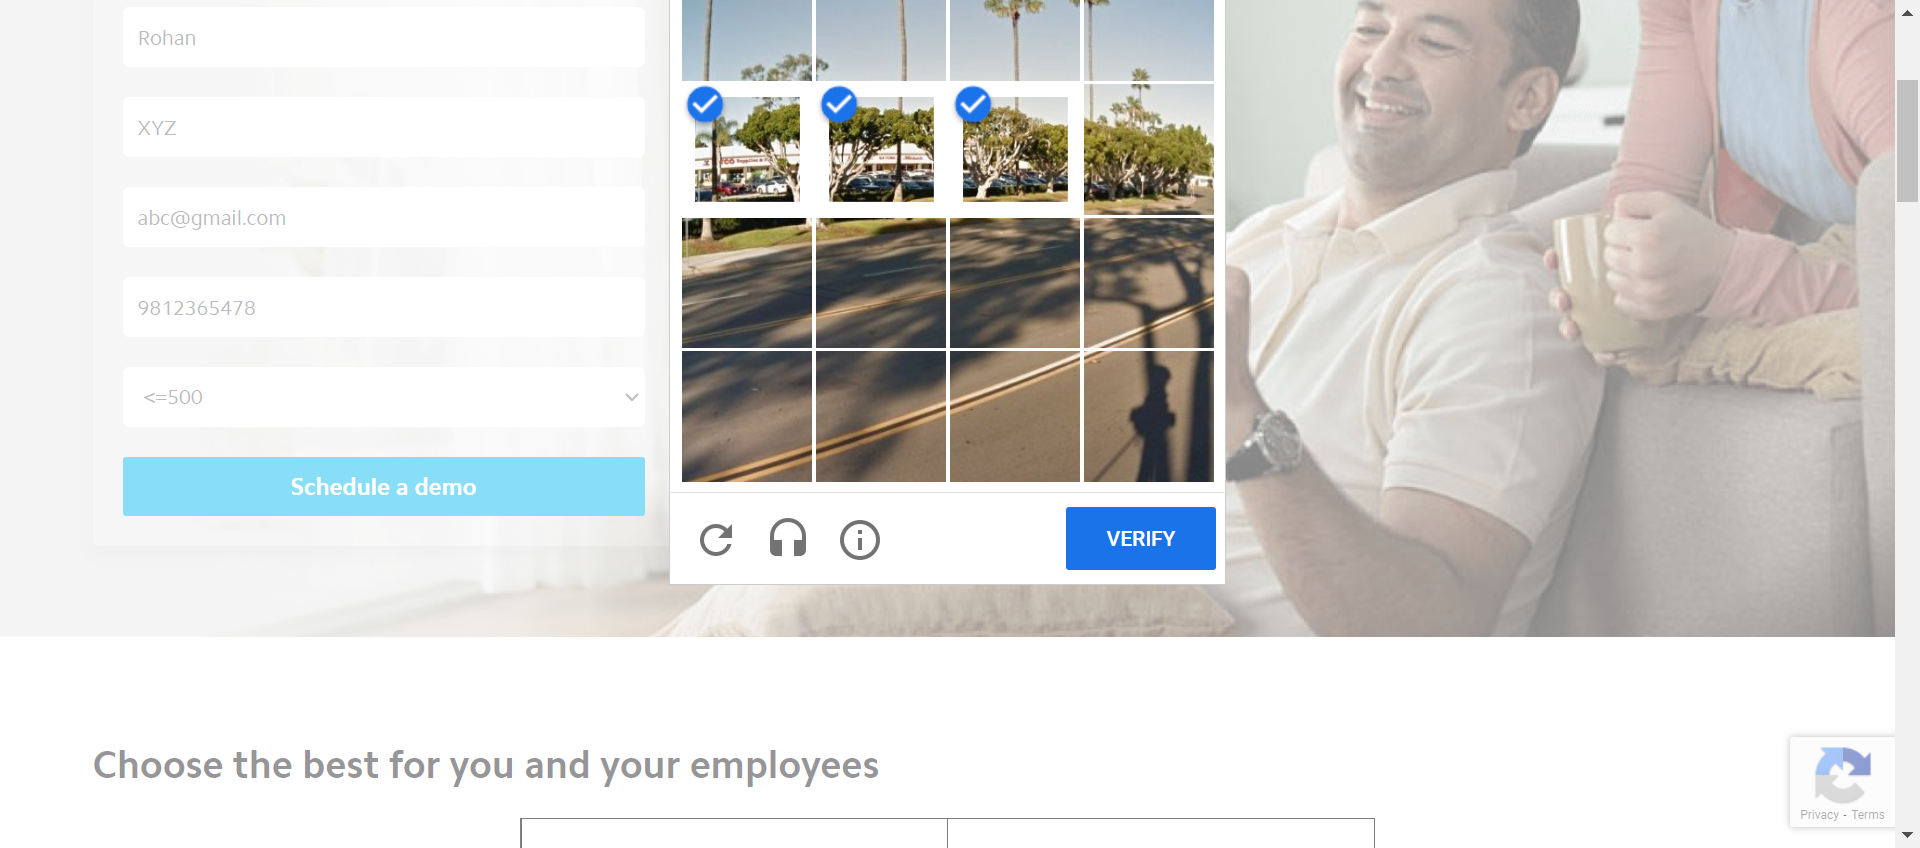 Rohan
XYZ
abc@gmail.com
9812365478
<=500
Schedule a demo
VERIFY
Choose the best for you and your employees
Privacy - Terms